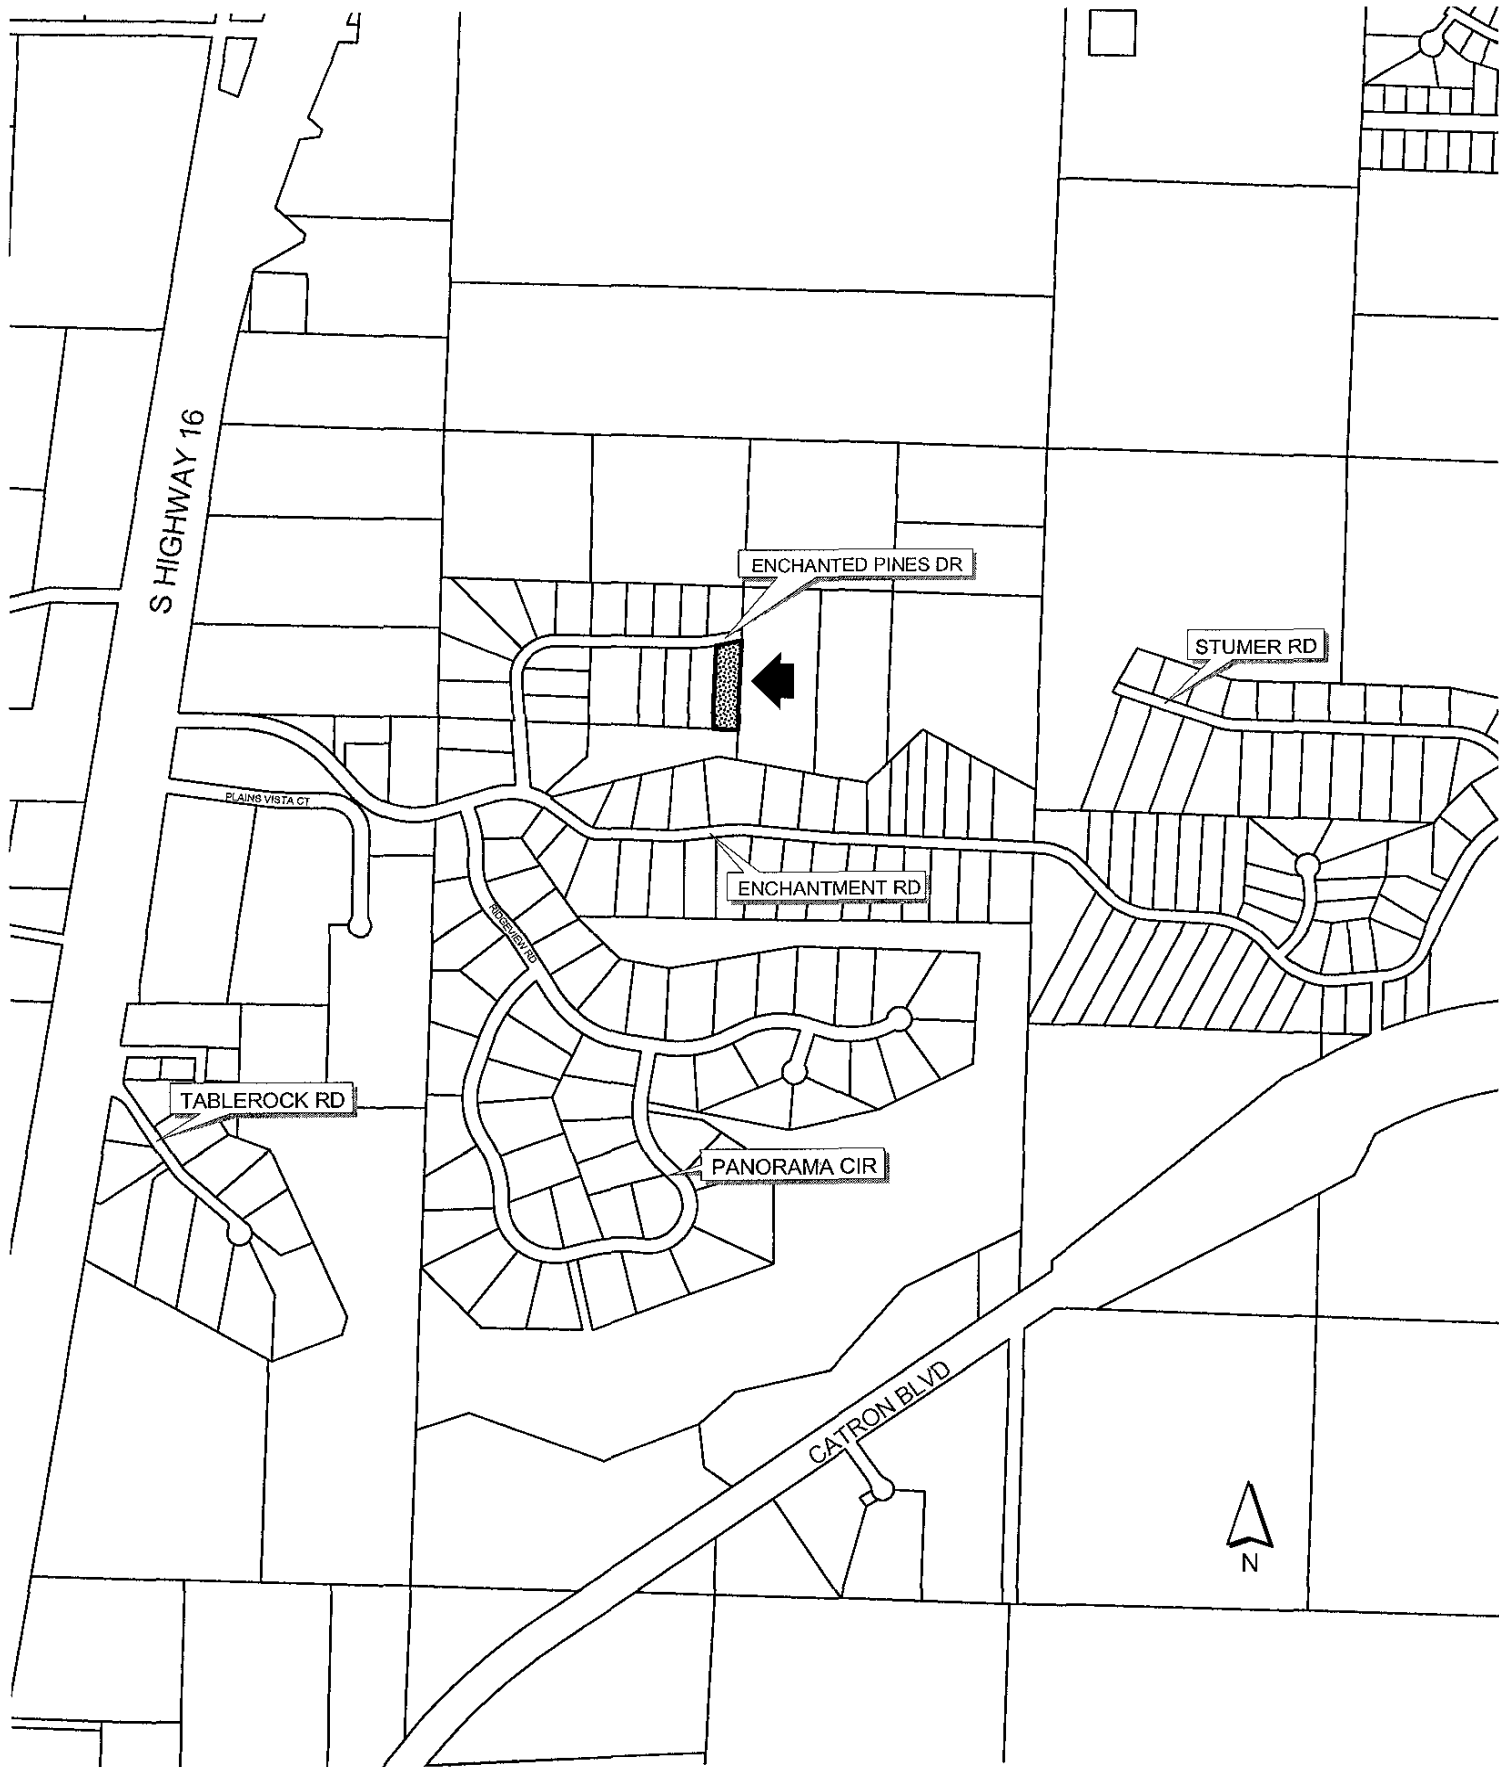 S HIGHWAY 16
ENCHANTED PINES DR
STUMER RD
PLAINS VISTA CT
ENCHANTMENT RD
RIDGEVIEW RD
TABLEROCK RD
PANORAMA CIR
CATRON BLVD
N